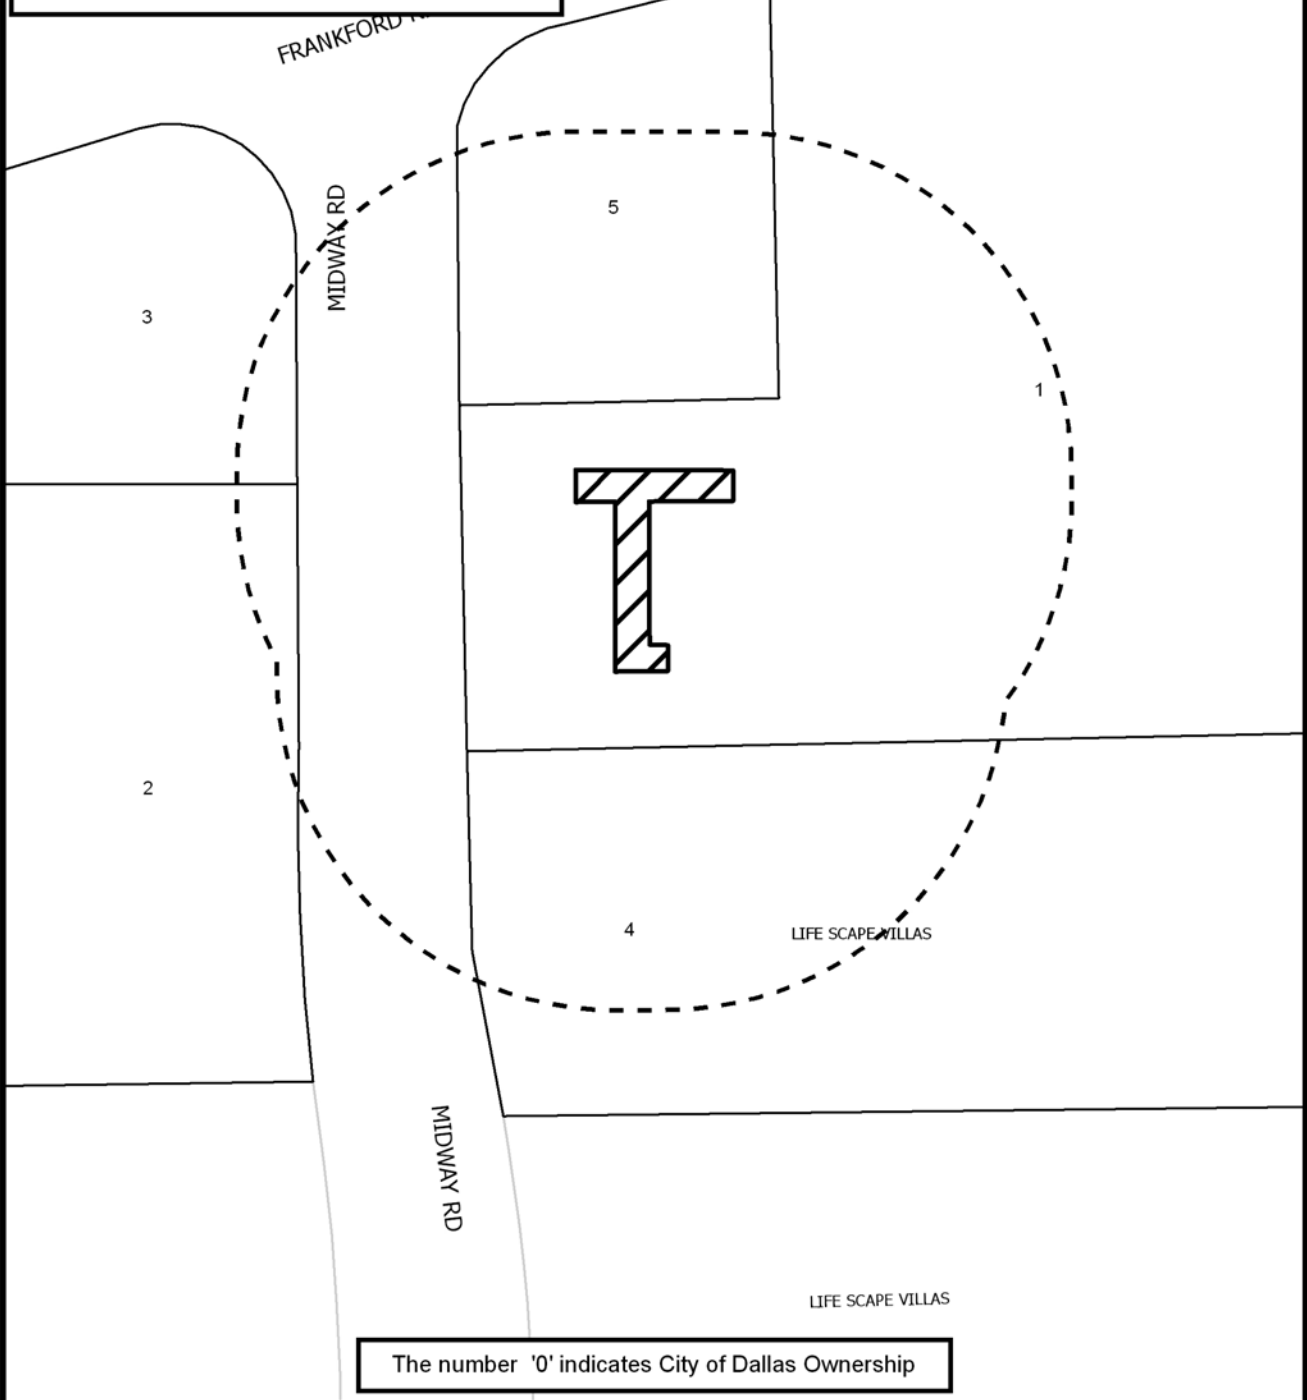 FRANKFORD
MIDWAY RD
5
3
1
2
4
LIFE SCAPE VILLAS
MIDWAY RD
LIFE SCAPE VILLAS
The number '0' indicates City of Dallas Ownership